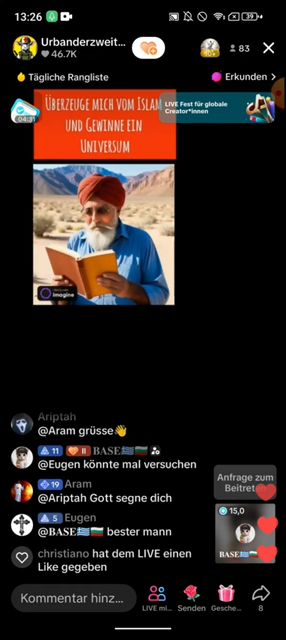 13:26
39
Urbanderzweit...
46.7K
10+
83
Tägliche Rangliste
Erkunden >
04:31
ÜBERZEUGE MICH VOM ISLAM
UND GEWINNE EIN
UNIVERSUM
LIVE Fest für globale
Creator*innen
imagine
Ariptah
@Aram grüsse👋
11 II BASE🇬🇷🇧🇬
@Eugen könnte mal versuchen
19 Aram
@Ariptah Gott segne dich
5 Eugen
@BASE🇬🇷🇧🇬 bester mann
christiano hat dem LIVE einen
Like gegeben
Anfrage zum
Beitret
15,0
BASE🇬🇷🇧🇬
Kommentar hinz...
LIVE mi...
Senden
Gesche...
8